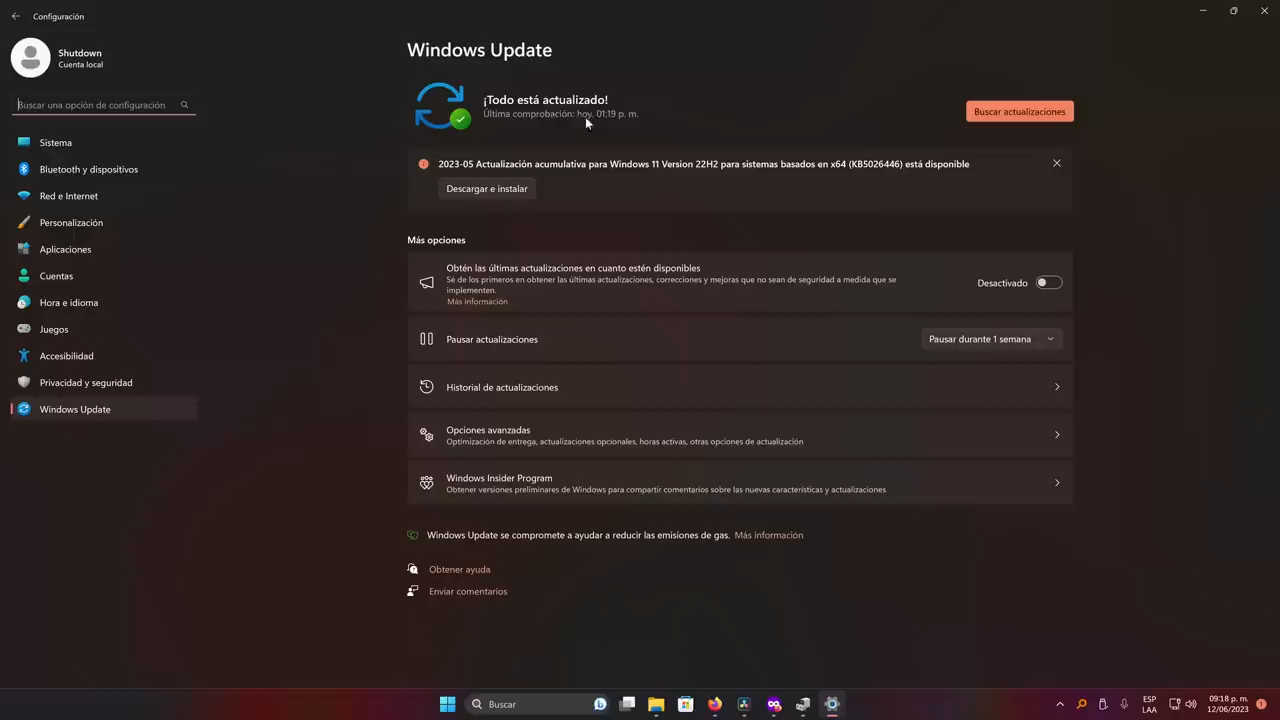 Configuración
Shutdown
Cuenta local
Buscar una opción de configuración
Sistema
Bluetooth y dispositivos
Red e Internet
Personalización
Aplicaciones
Cuentas
Hora e idioma
Juegos
Accesibilidad
Privacidad y seguridad
Windows Update
Windows Update
¡Todo está actualizado!
Última comprobación: hoy, 01:19 p. m.
Buscar actualizaciones
2023-05 Actualización acumulativa para Windows 11 Version 22H2 para sistemas basados en x64 (KB5026446) está disponible
Descargar e instalar
Más opciones
Obtén las últimas actualizaciones en cuanto estén disponibles
Sé de los primeros en obtener las últimas actualizaciones, correcciones y mejoras que no sean de seguridad a medida que se
implementen.
Más información
Desactivado
Pausar actualizaciones
Pausar durante 1 semana
Historial de actualizaciones
Opciones avanzadas
Optimización de entrega, actualizaciones opcionales, horas activas, otras opciones de actualización
Windows Insider Program
Obtener versiones preliminares de Windows para compartir comentarios sobre las nuevas características y actualizaciones
Windows Update se compromete a ayudar a reducir las emisiones de gas. Más información
Obtener ayuda
Enviar comentarios
Buscar
ESP
LAA
09:18 p. m.
12/06/2023